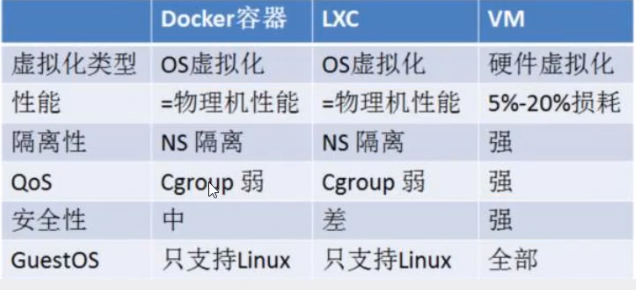 Docker容器 LXC VM
虚拟化类型 OS虚拟化 OS虚拟化 硬件虚拟化
性能 =物理机性能 =物理机性能 5%-20%损耗
隔离性 NS 隔离 NS 隔离 强
QoS Cgroup 弱 Cgroup 弱 强
安全性 中 差 强
GuestOS 只支持Linux 只支持Linux 全部